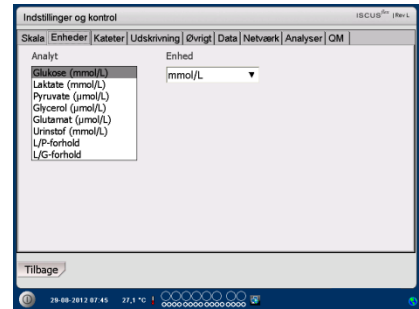 Indstillinger og kontrol
ISCUSflex |Rev L
Skala Enheder Kateter Udskrivning Øvrigt Data Netværk Analyser QM
Analyt
Enhed
Glukose (mmol/L)
mmol/L
Laktate (mmol/L)
Pyruvate (µmol/L)
Glycerol (µmol/L)
Glutamat (µmol/L)
Urinstof (mmol/L)
L/P-forhold
L/G-forhold
Tilbage
29-08-2012 07:45 27,1 °C !